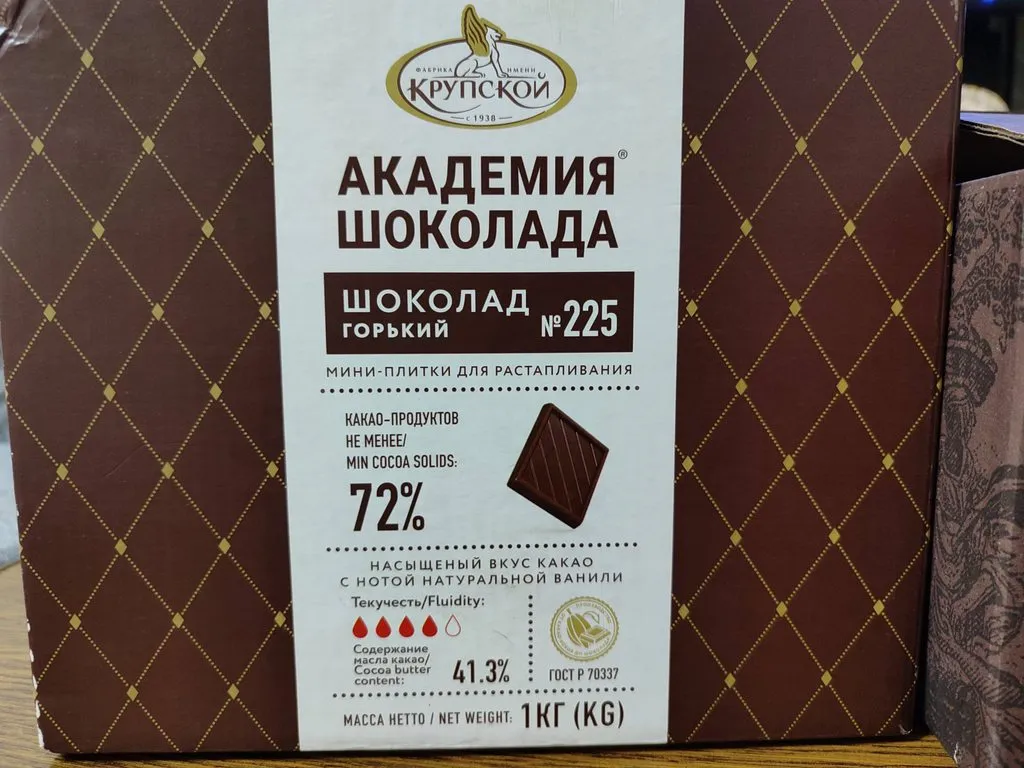 ФАБРИКА ИМЕНИ
КРУПСКОЙ
с 1938
АКАДЕМИЯ®
ШОКОЛАДА
ШОКОЛАД
ГОРЬКИЙ
№225
МИНИ-ПЛИТКИ ДЛЯ РАСТАПЛИВАНИЯ
КАКАО-ПРОДУКТОВ
НЕ МЕНЕЕ/
MIN COCOA SOLIDS:
72%
НАСЫЩЕНЫЙ ВКУС КАКАО
С НОТОЙ НАТУРАЛЬНОЙ ВАНИЛИ
Текучесть/Fluidity:
Содержание
масла какао/
Cocoa butter
content:
41.3%
ГОСТ Р 70337
МАССА НЕТТО / NET WEIGHT: 1КГ (KG)